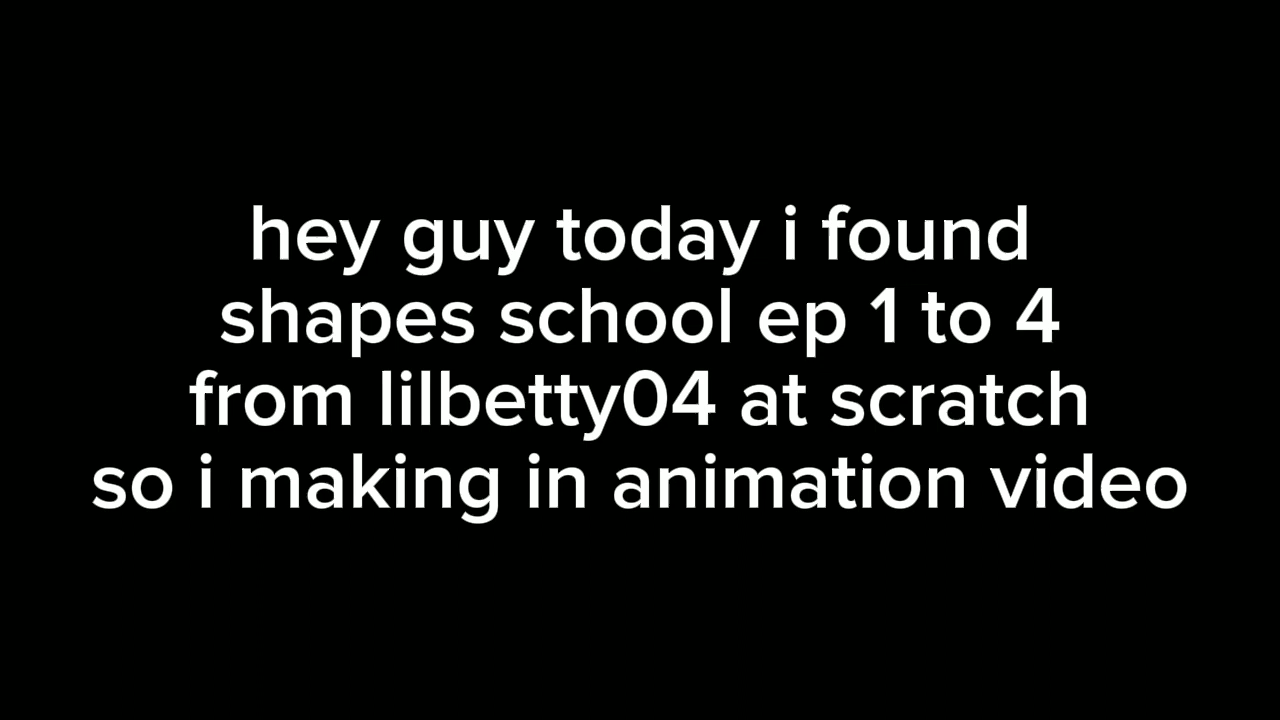 hey guy today i found
shapes school ep 1 to 4
from lilbetty04 at scratch
so i making in animation video